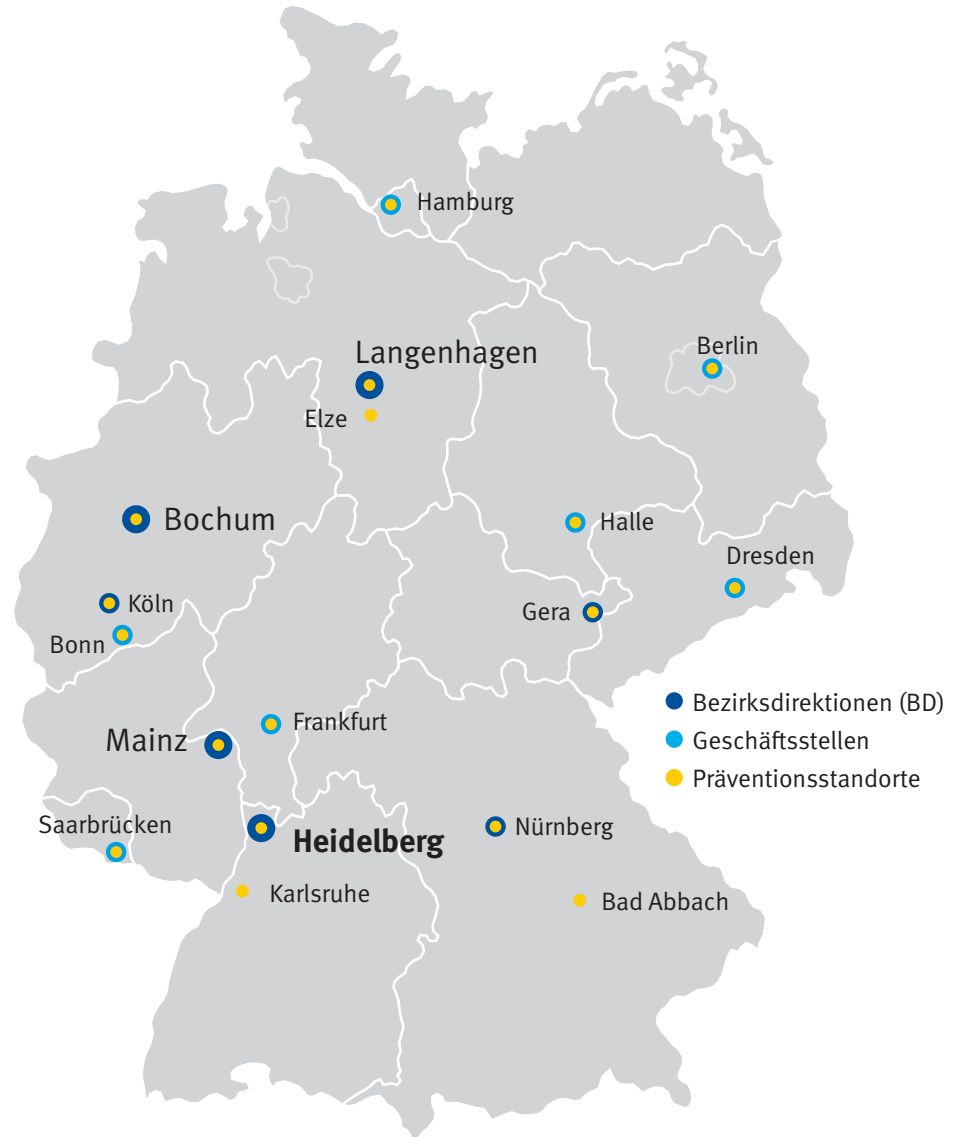 Hamburg
Berlin
Langenhagen
Elze
Bochum
Halle
Dresden
Köln
Gera
Bonn
Bezirksdirektionen (BD)
Geschäftsstellen
Präventionsstandorte
Frankfurt
Mainz
Saarbrücken
Heidelberg
Nürnberg
Karlsruhe
Bad Abbach